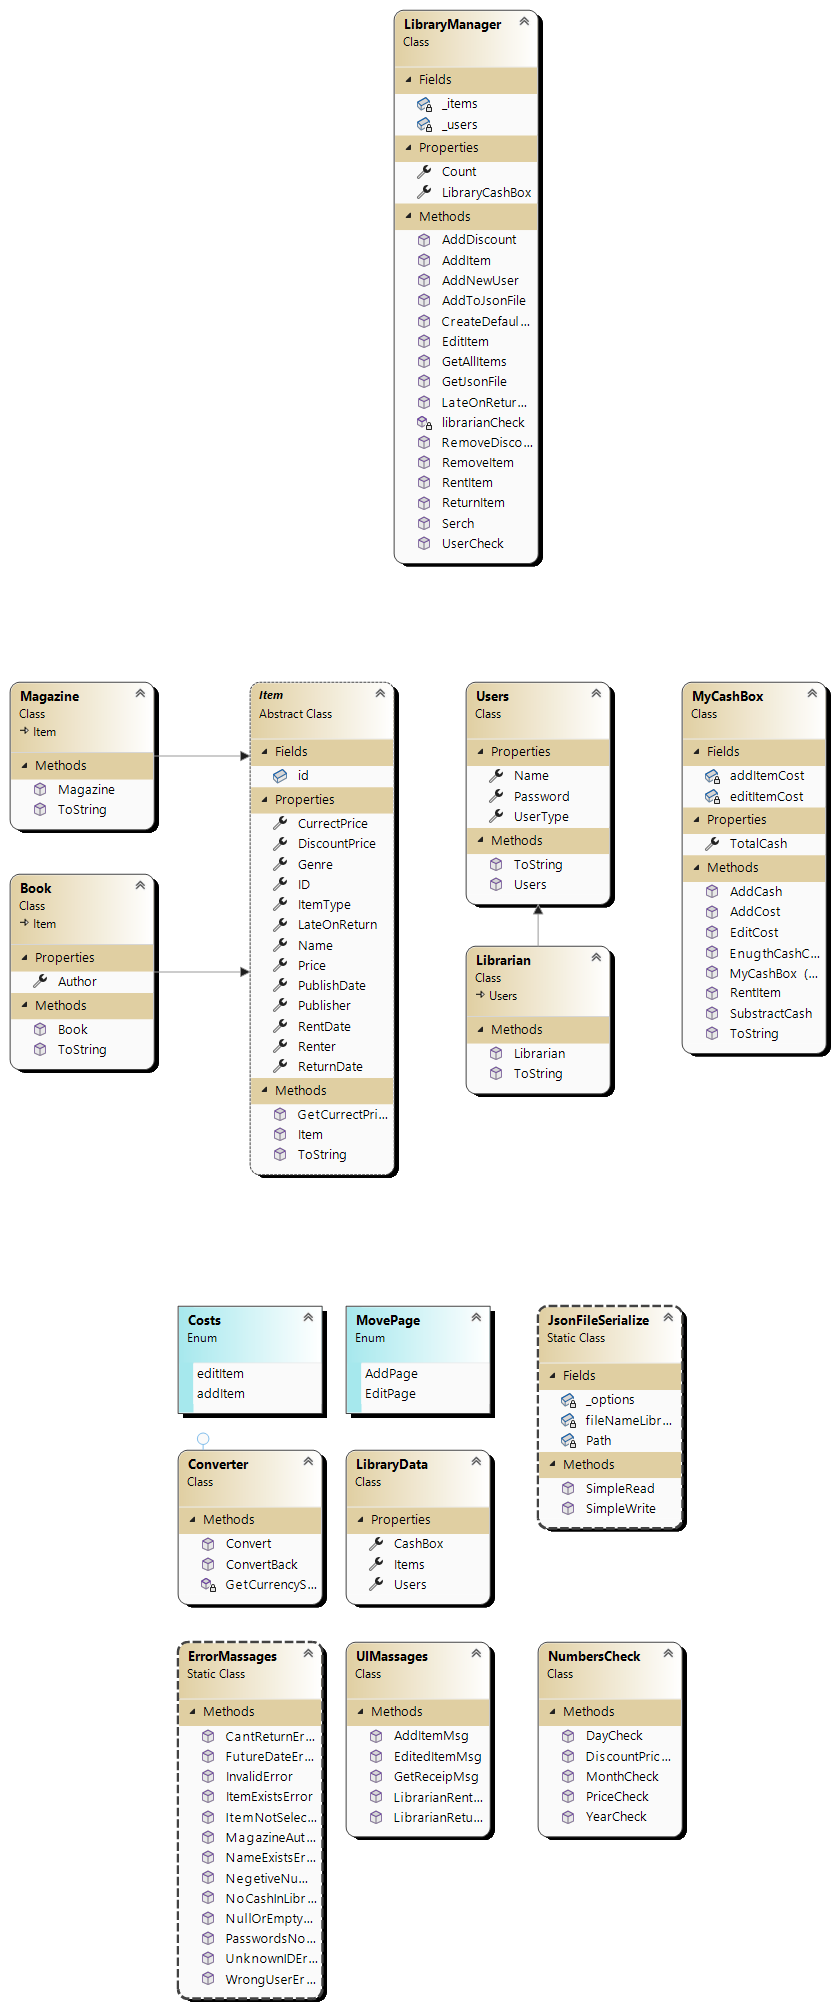 LibraryManager
Class
Fields
_items
_users
Properties
Count
LibraryCashBox
Methods
AddDiscount
AddItem
AddNewUser
AddToJsonFile
CreateDefaul...
EditItem
GetAllItems
GetJsonFile
LateOnRetur...
librarianCheck
RemoveDisco...
RemoveItem
RentItem
ReturnItem
Serch
UserCheck
Magazine
Class
Item
Methods
Magazine
ToString
Book
Class
Item
Properties
Author
Methods
Book
ToString
Item
Abstract Class
Fields
id
Properties
CurrectPrice
DiscountPrice
Genre
ID
ItemType
LateOnReturn
Name
Price
PublishDate
Publisher
RentDate
Renter
ReturnDate
Methods
GetCurrectPri...
Item
ToString
Users
Class
Properties
Name
Password
UserType
Methods
ToString
Users
Librarian
Class
Users
Methods
Librarian
ToString
MyCashBox
Class
Fields
addItemCost
editItemCost
Properties
TotalCash
Methods
AddCash
AddCost
EditCost
EnugthCashC...
MyCashBox (...
RentItem
SubstractCash
ToString
Costs
Enum
editItem
addItem
MovePage
Enum
AddPage
EditPage
JsonFileSerialize
Static Class
Fields
_options
fileNameLibr...
Path
Methods
SimpleRead
SimpleWrite
Converter
Class
Methods
Convert
ConvertBack
GetCurrencyS...
LibraryData
Class
Properties
CashBox
Items
Users
ErrorMassages
Static Class
Methods
CantReturnEr...
FutureDateEr...
InvalidError
ItemExistsError
ItemNotSelec...
MagazineAut...
NameExistsEr...
NegetiveNu...
NoCashInLibr...
NullOrEmpty...
PasswordsNo...
UnknownIDEr...
WrongUserEr...
UIMassages
Class
Methods
AddItemMsg
EditedItemMsg
GetReceipMsg
LibrarianRent...
LibrarianRetu...
NumbersCheck
Class
Methods
DayCheck
DiscountPric...
MonthCheck
PriceCheck
YearCheck